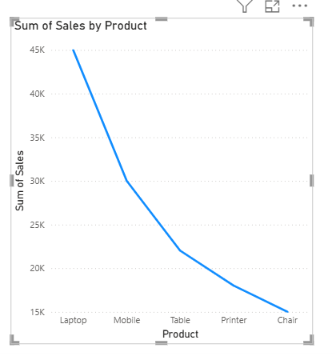 Sum of Sales by Product
Sum of Sales
45K
40K
35K
30K
25K
20K
15K
Laptop Mobile Table Printer Chair
Product